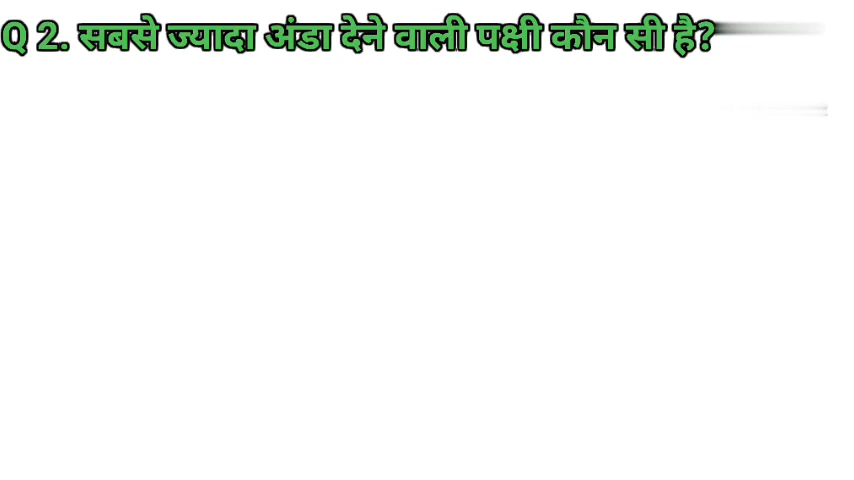 Q 2. सबसे ज्यादा अंडा देने वाली पक्षी कौन सी है?